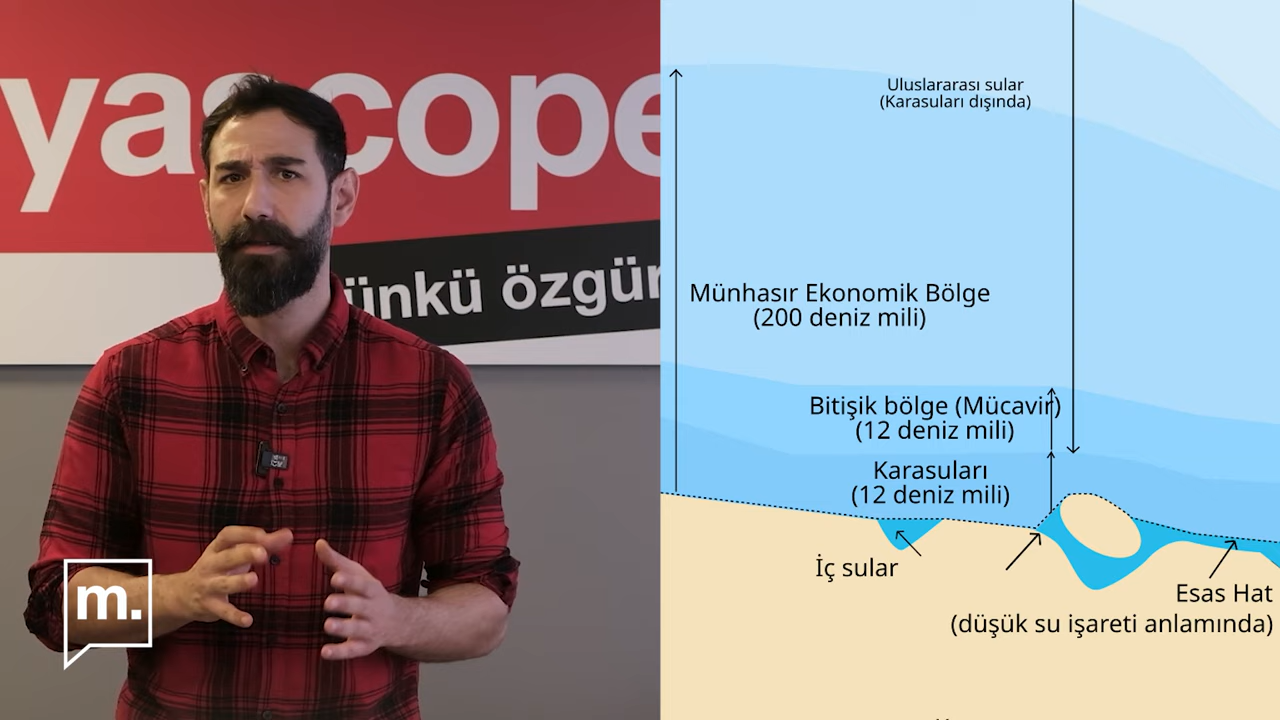 yascope
ünkü özgür
m.
Uluslararası sular
(Karasuları dışında)
Münhasır Ekonomik Bölge
(200 deniz mili)
Bitişik bölge (Mücavir)
(12 deniz mili)
Karasuları
(12 deniz mili)
İç sular
Esas Hat
(düşük su işareti anlamında)